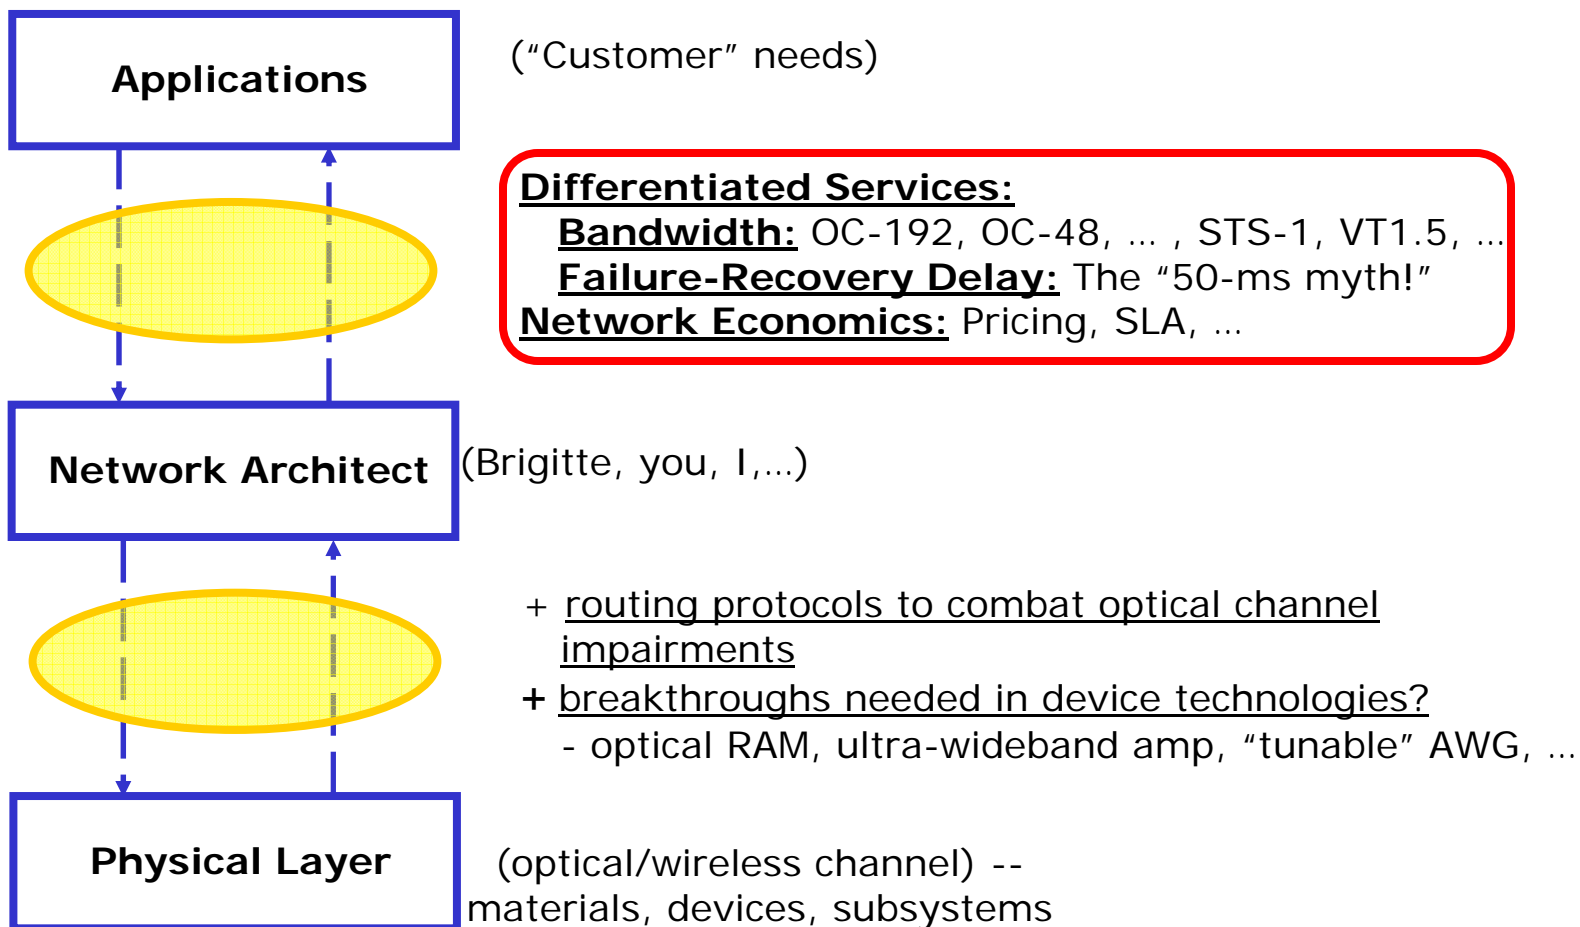 Applications
("Customer" needs)
Differentiated Services:
Bandwidth: OC-192, OC-48, ... , STS-1, VT1.5, ...
Failure-Recovery Delay: The "50-ms myth!"
Network Economics: Pricing, SLA, ...
Network Architect
(Brigitte, you, I,...)
+ routing protocols to combat optical channel
impairments
+ breakthroughs needed in device technologies?
- optical RAM, ultra-wideband amp, "tunable" AWG, ...
Physical Layer
(optical/wireless channel) --
materials, devices, subsystems